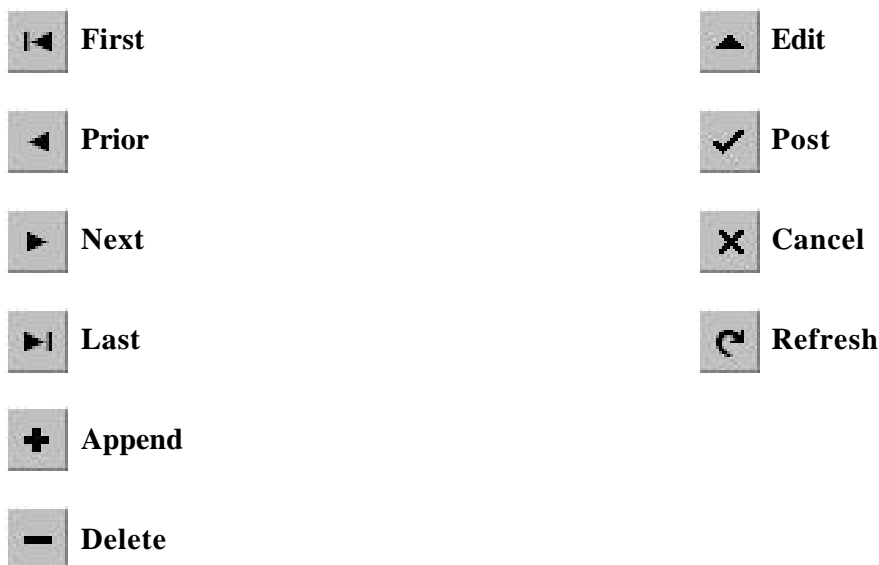 First
Prior
Next
Last
Append
Delete
Edit
Post
Cancel
Refresh